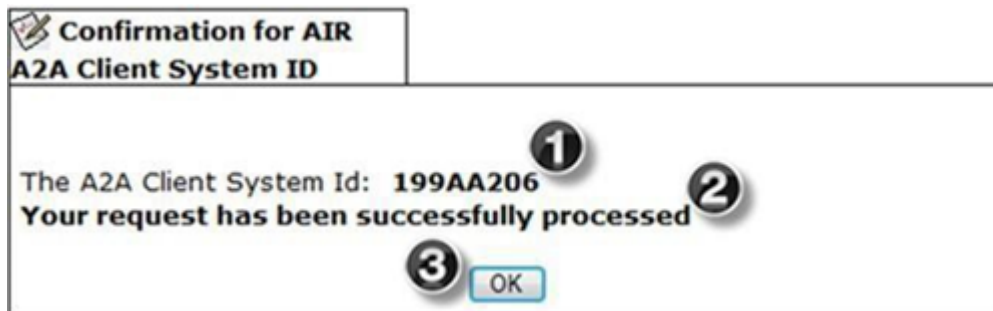 Confirmation for AIR
A2A Client System ID
1
The A2A Client System Id: 199AA206
2
Your request has been successfully processed
3
OK